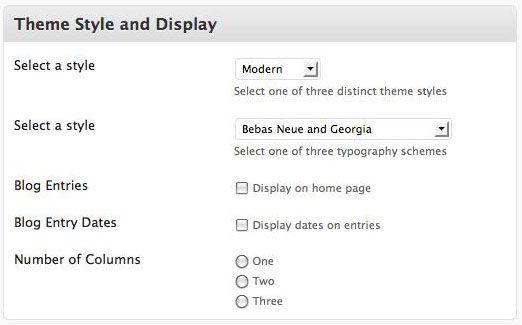 Theme Style and Display
Select a style
Modern
Select one of three distinct theme styles
Select a style
Bebas Neue and Georgia
Select one of three typography schemes
Blog Entries
Display on home page
Blog Entry Dates
Display dates on entries
Number of Columns
One
Two
Three